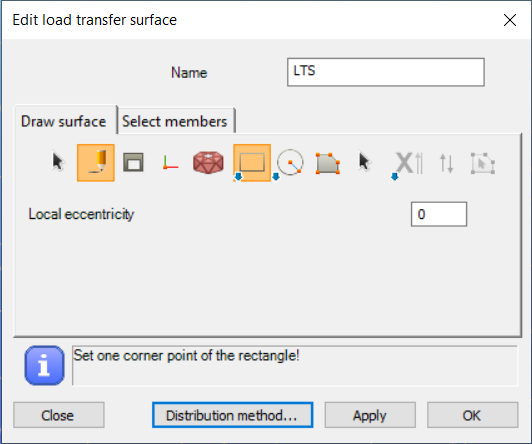 Edit load transfer surface
Name LTS
Draw surface Select members
Local eccentricity 0
Set one corner point of the rectangle!
Close Distribution method... Apply OK